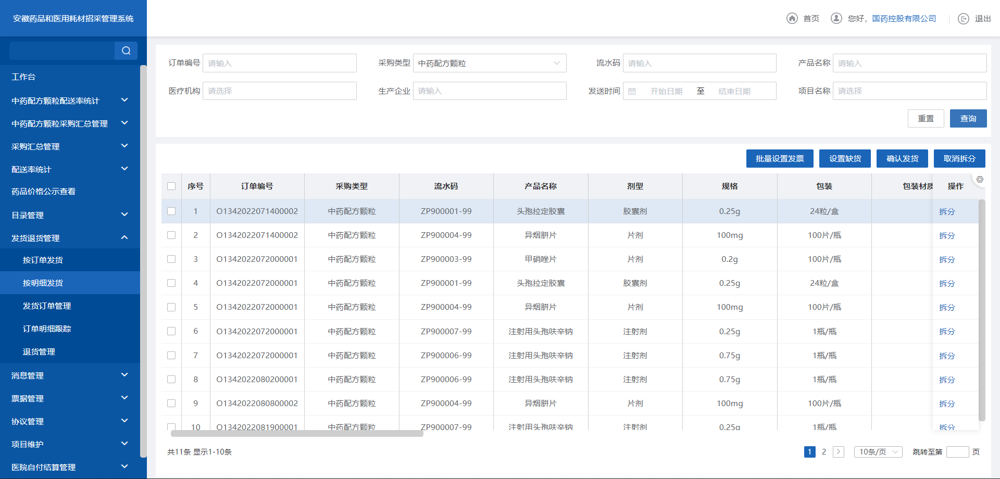 安徽药品和医用耗材招采管理系统
首页 您好，国药控股有限公司 退出
工作台
中药配方颗粒配送率统计
中药配方颗粒采购汇总管理
采购汇总管理
配送率统计
药品价格公示查看
目录管理
发货退货管理
按订单发货
按明细发货
发货订单管理
订单明细跟踪
退货管理
消息管理
票据管理
协议管理
项目维护
医院自付结算管理
订单编号 请输入 采购类型 中药配方颗粒 流水码 请输入 产品名称 请输入
医疗机构 请选择 生产企业 请输入 发送时间 开始日期 至 结束日期 项目名称 请选择
重置 查询
批量设置发票 设置缺货 确认发货 取消拆分
序号 订单编号 采购类型 流水码 产品名称 剂型 规格 包装 包装材质 操作
1 O1342022071400002 中药配方颗粒 ZP900001-99 头孢拉定胶囊 胶囊剂 0.25g 24粒/盒 拆分
2 O1342022071400002 中药配方颗粒 ZP900004-99 异烟肼片 片剂 100mg 100片/瓶 拆分
3 O1342022072000001 中药配方颗粒 ZP900003-99 甲硝唑片 片剂 0.2g 100片/瓶 拆分
4 O1342022072000001 中药配方颗粒 ZP900001-99 头孢拉定胶囊 胶囊剂 0.25g 24粒/盒 拆分
5 O1342022072000001 中药配方颗粒 ZP900004-99 异烟肼片 片剂 100mg 100片/瓶 拆分
6 O1342022072000001 中药配方颗粒 ZP900007-99 注射用头孢呋辛钠 注射剂 0.25g 1瓶/瓶 拆分
7 O1342022072000001 中药配方颗粒 ZP900006-99 注射用头孢呋辛钠 注射剂 0.75g 1瓶/瓶 拆分
8 O1342022080200001 中药配方颗粒 ZP900006-99 注射用头孢呋辛钠 注射剂 0.75g 1瓶/瓶 拆分
9 O1342022080800002 中药配方颗粒 ZP900004-99 异烟肼片 片剂 100mg 100片/瓶 拆分
10 O1342022081900001 中药配方颗粒 ZP900007-99 注射用头孢呋辛钠 注射剂 0.25g 1瓶/瓶 拆分
共11条 显示1-10条 1 2 10条/页 跳转至第 页